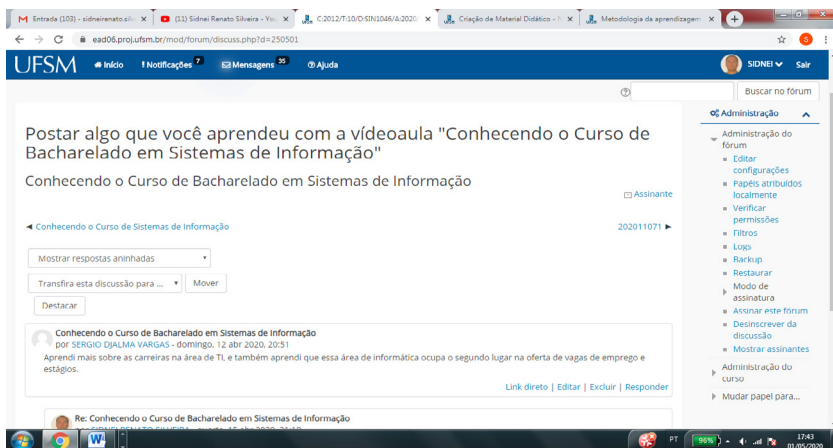 Entrada (103) - sidneirenato.sil
(11) Sidnei Renato Silveira - You
C:2012/T:10/D:SIN1046/A:2020
Criação de Material Didático - N
Metodologia da aprendizagem
ead06.proj.ufsm.br/mod/forum/discuss.php?d=250501
S
UFSM Início Notificações 7 Mensagens 35 Ajuda SIDNEI Sair
Buscar no fórum
Postar algo que você aprendeu com a vídeoaula "Conhecendo o Curso de
Bacharelado em Sistemas de Informação"
Conhecendo o Curso de Bacharelado em Sistemas de Informação
Assinante
◄ Conhecendo o Curso de Sistemas de Informação
202011071 ►
Mostrar respostas aninhadas
Transfira esta discussão para ... Mover
Destacar
Conhecendo o Curso de Bacharelado em Sistemas de Informação
por SERGIO DJALMA VARGAS - domingo, 12 abr 2020, 20:51
Aprendi mais sobre as carreiras na área de TI, e também aprendi que essa área de informática ocupa o segundo lugar na oferta de vagas de emprego e
estágios.
Link direto | Editar | Excluir | Responder
Re: Conhecendo o Curso de Bacharelado em Sistemas de Informação
por SIDNEI RENATO SILVEIRA - quarta, 15 abr 2020,
Administração
Administração do
fórum
Editar
configurações
Papéis atribuídos
localmente
Verificar
permissões
Filtros
Logs
Backup
Restaurar
Modo de
assinatura
Assinar este fórum
Desinscrever da
discussão
Mostrar assinantes
Administração do
curso
Mudar papel para...
PT 96% 17:43
01/05/2020